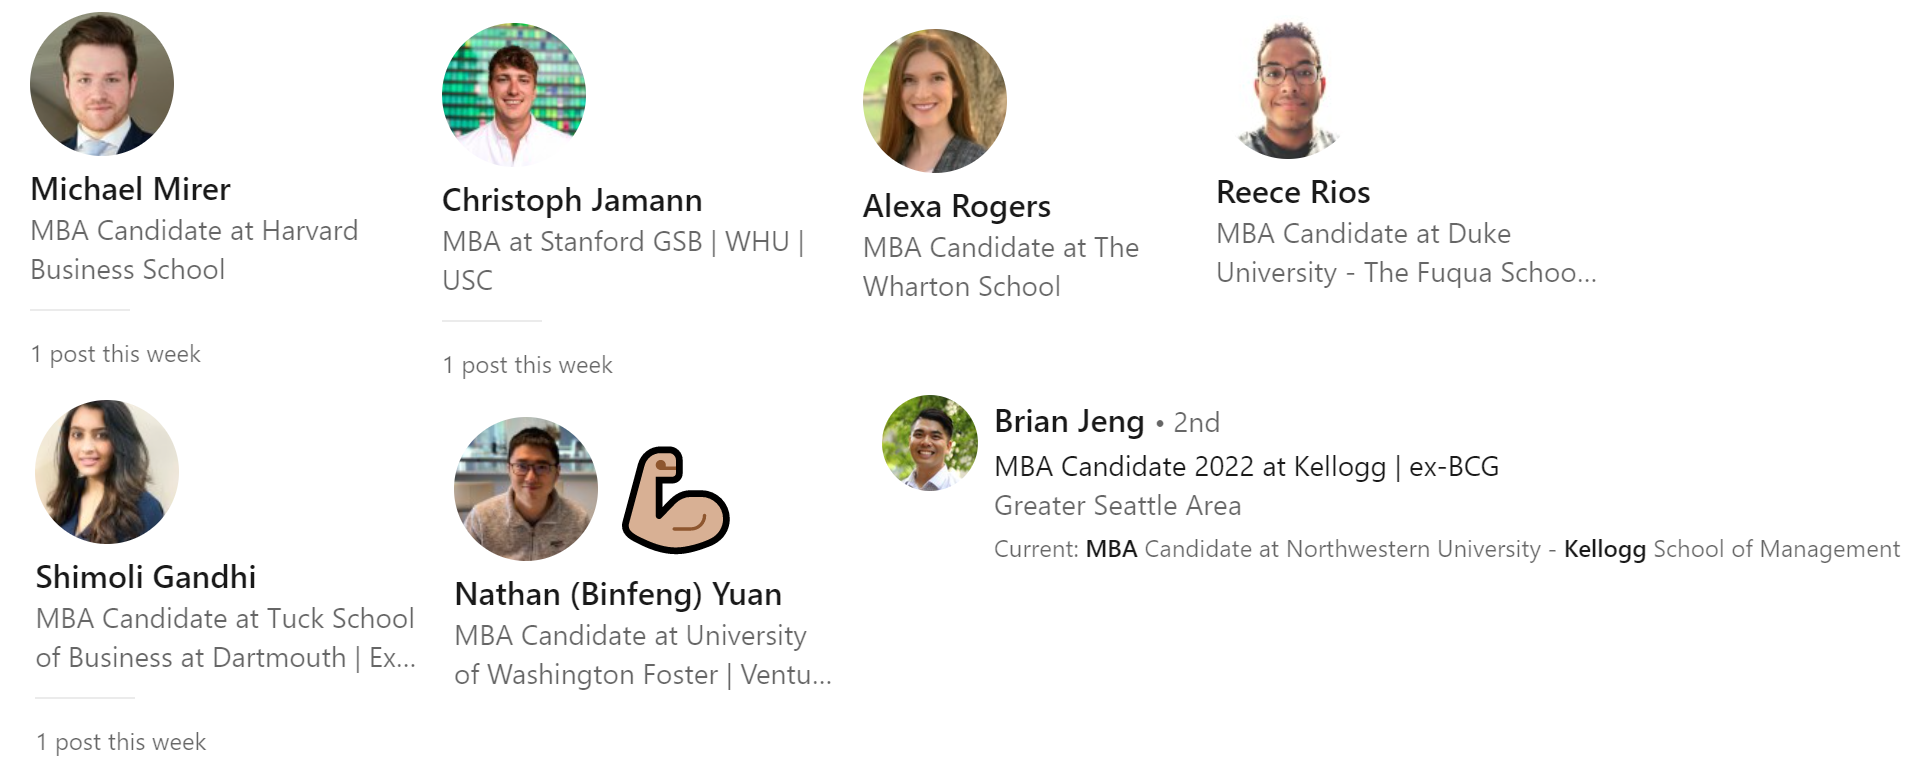 Michael Mirer
MBA Candidate at Harvard
Business School
1 post this week
Christoph Jamann
MBA at Stanford GSB | WHU |
USC
1 post this week
Alexa Rogers
MBA Candidate at The
Wharton School
Reece Rios
MBA Candidate at Duke
University - The Fuqua Schoo...
Shimoli Gandhi
MBA Candidate at Tuck School
of Business at Dartmouth | Ex...
1 post this week
Nathan (Binfeng) Yuan
MBA Candidate at University
of Washington Foster | Ventu...
Brian Jeng • 2nd
MBA Candidate 2022 at Kellogg | ex-BCG
Greater Seattle Area
Current: MBA Candidate at Northwestern University - Kellogg School of Management